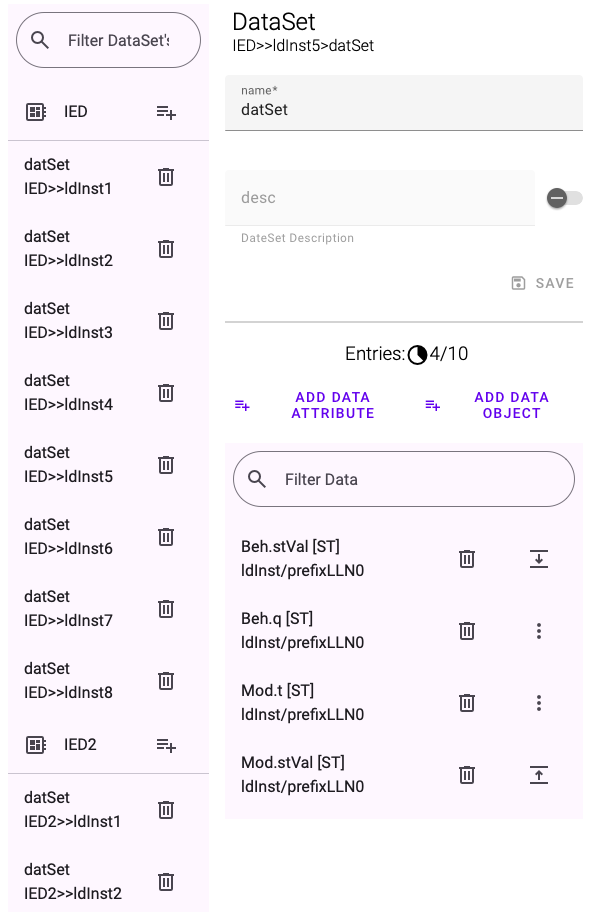 Filter DataSet's
IED
datSet
IED>>ldInst1
datSet
IED>>ldInst2
datSet
IED>>ldInst3
datSet
IED>>ldInst4
datSet
IED>>ldInst5
datSet
IED>>ldInst6
datSet
IED>>ldInst7
datSet
IED>>ldInst8
IED2
datSet
IED2>>ldInst1
datSet
IED2>>ldInst2
DataSet
IED>>ldInst5>datSet
name*
datSet
desc
DateSet Description
SAVE
Entries: 4/10
ADD DATA
ATTRIBUTE
ADD DATA
OBJECT
Filter Data
Beh.stVal [ST]
ldInst/prefixLLN0
Beh.q [ST]
ldInst/prefixLLN0
Mod.t [ST]
ldInst/prefixLLN0
Mod.stVal [ST]
ldInst/prefixLLN0